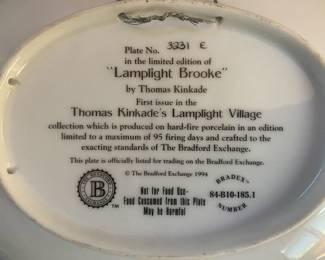 Plate No. 3231 E
in the limited edition of
"Lamplight Brooke"
by Thomas Kinkade
First issue in the
Thomas Kinkade's Lamplight Village
collection which is produced on hard-fire porcelain in an edition
limited to a maximum of 95 firing days and crafted to the
exacting standards of The Bradford Exchange.
This plate is officially listed for trading on the Bradford Exchange.
© The Bradford Exchange 1994
B
TM
Not for Food Use-
Food Consumed from this Plate
May be Harmful
BRADEX
84-B10-185.1
NUMBER